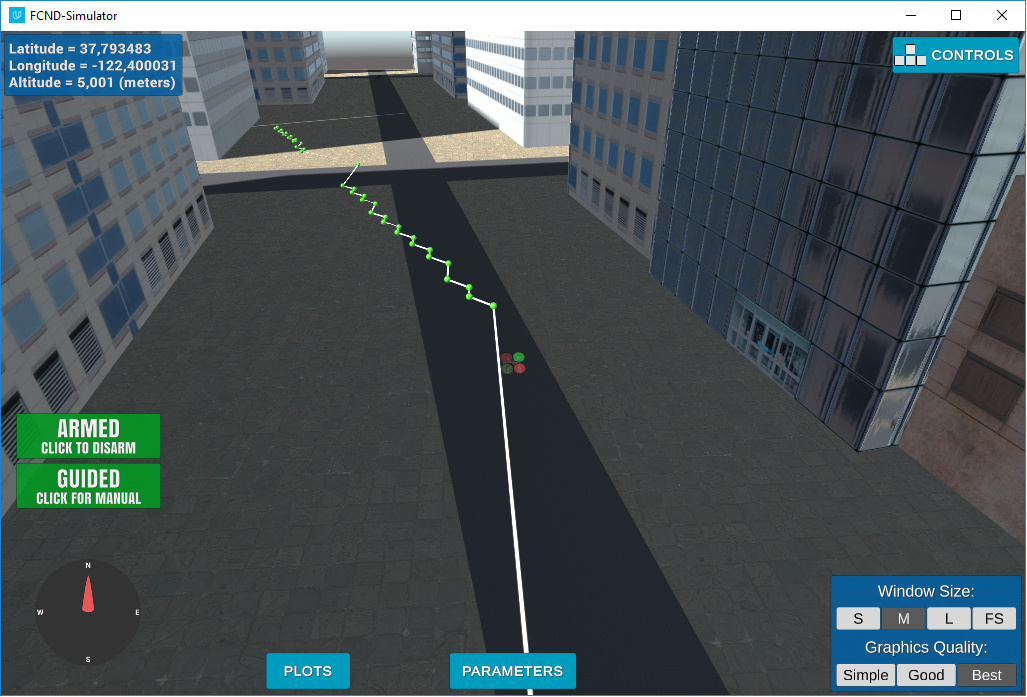 FCND-Simulator
Latitude = 37,793483
Longitude = -122,400031
Altitude = 5,001 (meters)
CONTROLS
ARMED
CLICK TO DISARM
GUIDED
CLICK FOR MANUAL
N
W E
S
PLOTS
PARAMETERS
Window Size:
S M L FS
Graphics Quality:
Simple Good Best